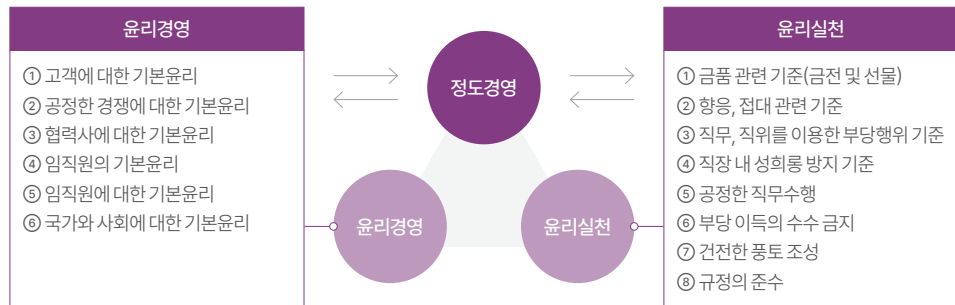 윤리경영
① 고객에 대한 기본윤리
② 공정한 경쟁에 대한 기본윤리
③ 협력사에 대한 기본윤리
④ 임직원의 기본윤리
⑤ 임직원에 대한 기본윤리
⑥ 국가와 사회에 대한 기본윤리
정도경영
윤리경영
윤리실천
윤리실천
① 금품 관련 기준(금전 및 선물)
② 향응, 접대 관련 기준
③ 직무, 직위를 이용한 부당행위 기준
④ 직장 내 성희롱 방지 기준
⑤ 공정한 직무수행
⑥ 부당 이득의 수수 금지
⑦ 건전한 풍토 조성
⑧ 규정의 준수